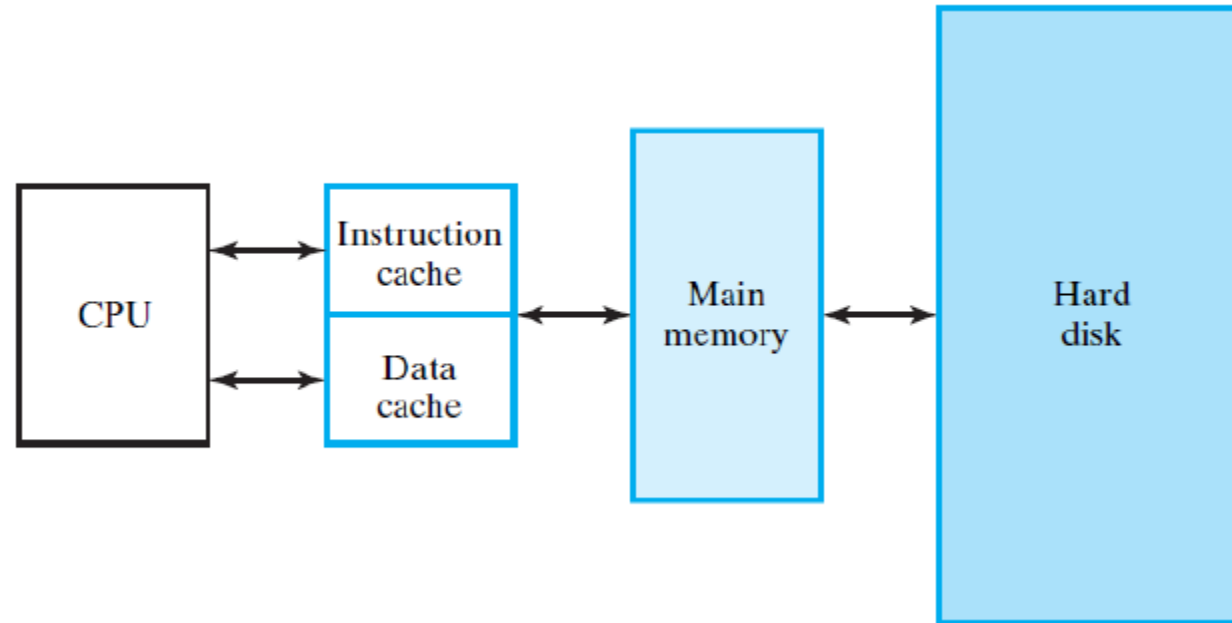 CPU
Instruction
cache
Data
cache
Main
memory
Hard
disk